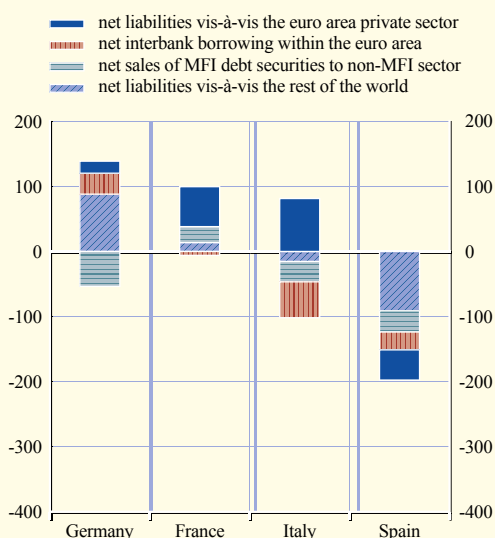 net liabilities vis-à-vis the euro area private sector
net interbank borrowing within the euro area
net sales of MFI debt securities to non-MFI sector
net liabilities vis-à-vis the rest of the world
200 200
100 100
0 0
-100 -100
-200 -200
-300 -300
-400 -400
Germany France Italy Spain